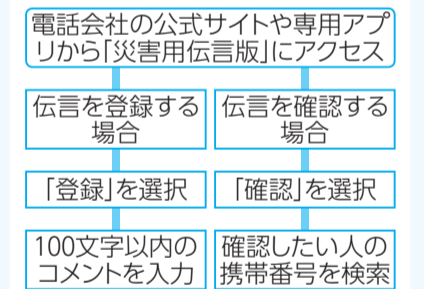 電話会社の公式サイトや専用アプ
リから「災害用伝言版」にアクセス
伝言を登録する
場合
伝言を確認する
場合
「登録」を選択
「確認」を選択
100文字以内の
コメントを入力
確認したい人の
携帯番号を検索